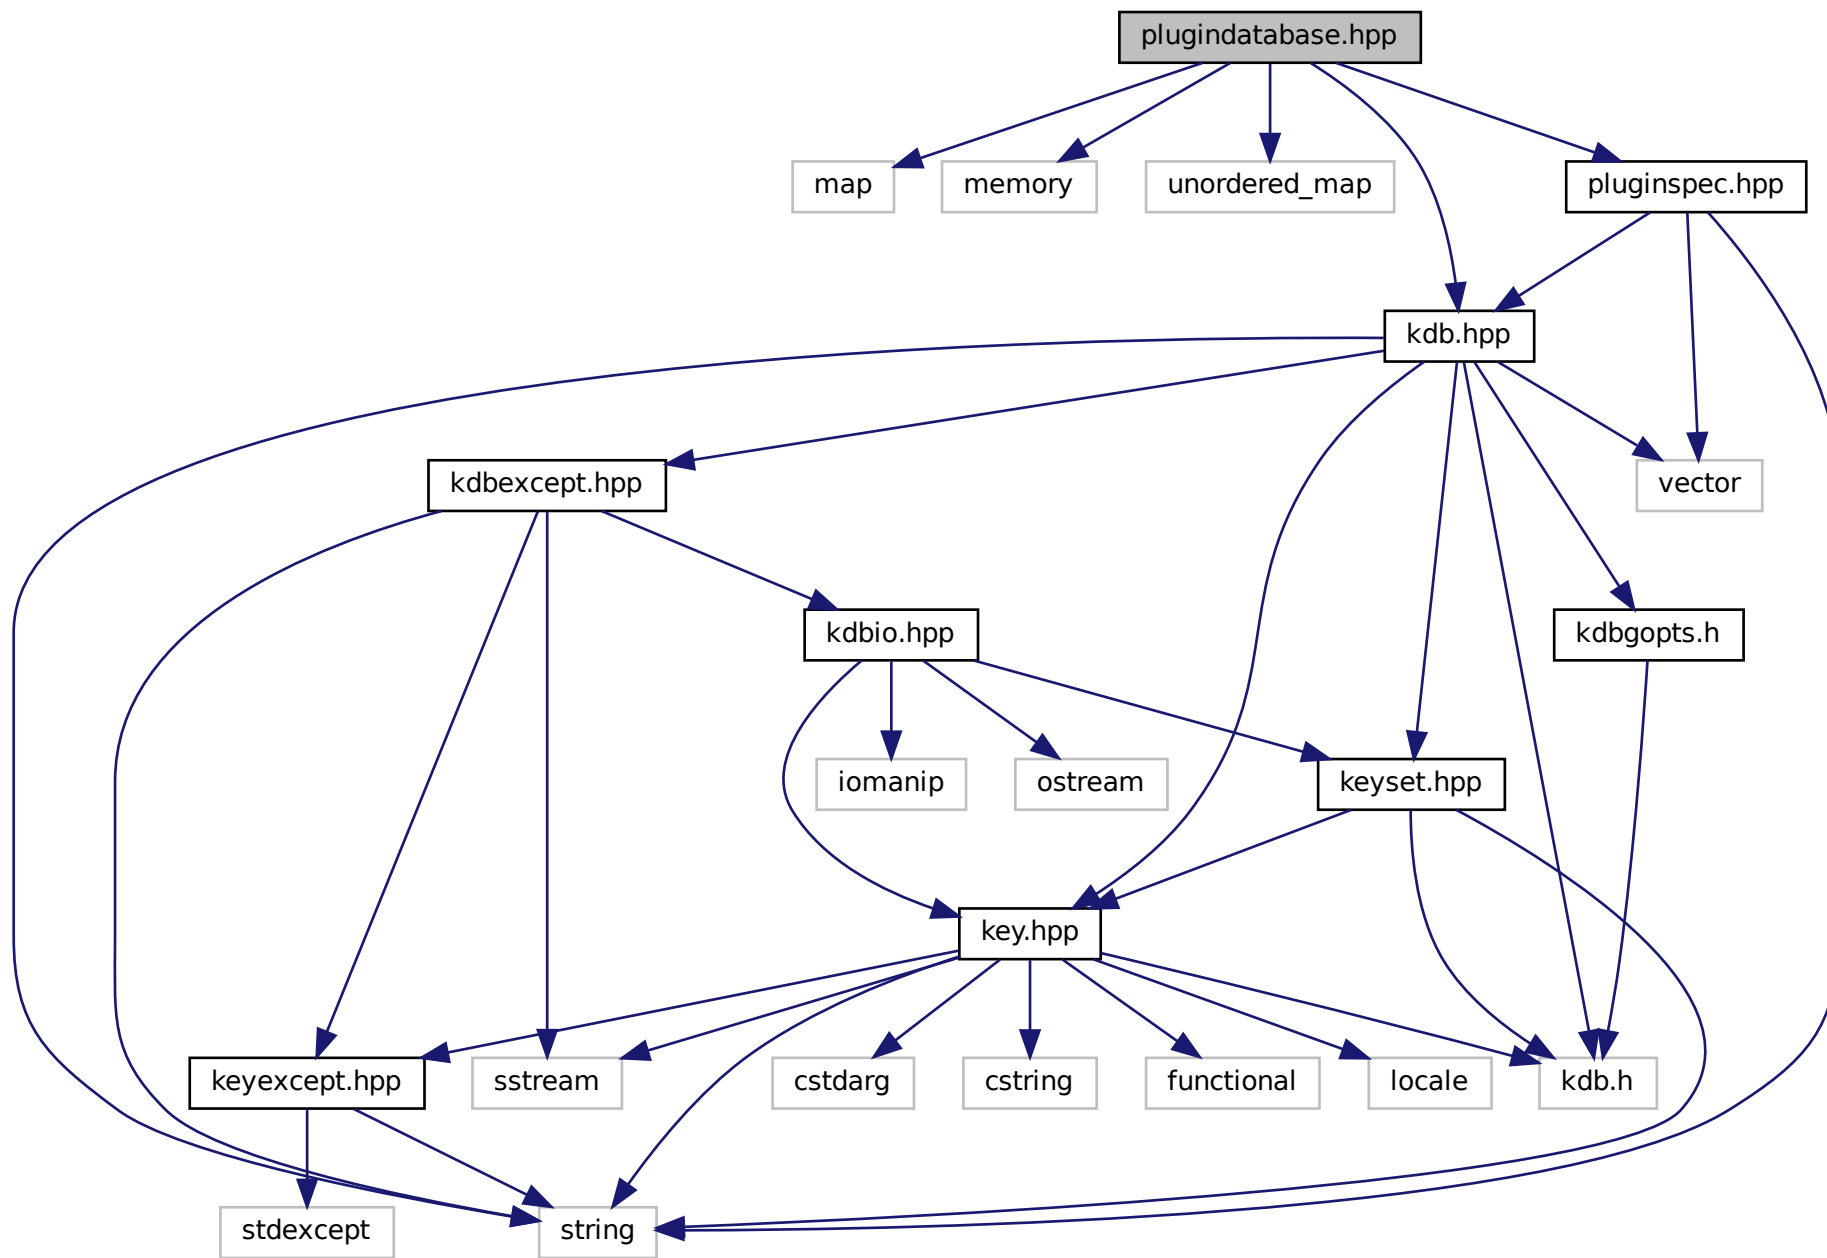 plugindatabase.hpp
map
memory
unordered_map
pluginspec.hpp
kdb.hpp
kdbexcept.hpp
vector
kdbio.hpp
kdbgopts.h
iomanip
ostream
keyset.hpp
key.hpp
keyexcept.hpp
sstream
cstdarg
cstring
functional
locale
kdb.h
stdexcept
string